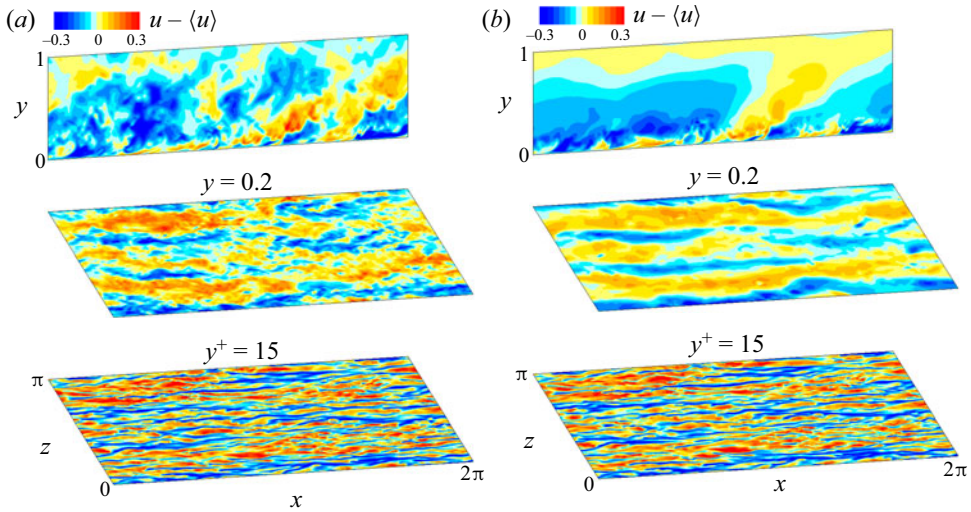 (a) u − ⟨u⟩
−0.3 0 0.3
1
y
0
y = 0.2
y⁺ = 15
π
z
0
x
2π
(b) u − ⟨u⟩
−0.3 0 0.3
1
y
0
y = 0.2
y⁺ = 15
π
z
0
x
2π